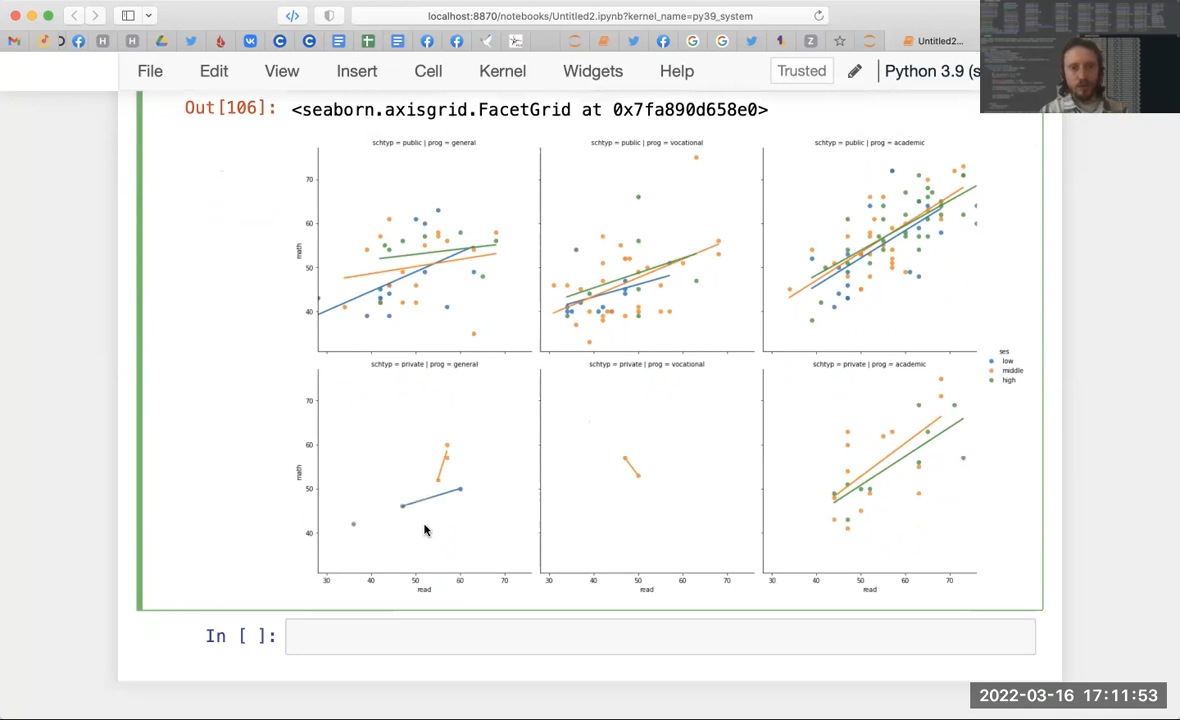 localhost:8870/notebooks/Untitled2.ipynb?kernel_name=py39_system
Untitled2...
File Edit View Insert Cell Kernel Widgets Help Trusted Python 3.9 (s
Out[106]: <seaborn.axisgrid.FacetGrid at 0x7fa890d658e0>
schtyp = public | prog = general
schtyp = public | prog = vocational
schtyp = public | prog = academic
70
60
50
40
math
schtyp = private | prog = general
schtyp = private | prog = vocational
schtyp = private | prog = academic
ses
low
middle
high
70
60
50
40
math
30 40 50 60 70
30 40 50 60 70
30 40 50 60 70
read
read
read
In [ ]:
2022-03-16 17:11:53